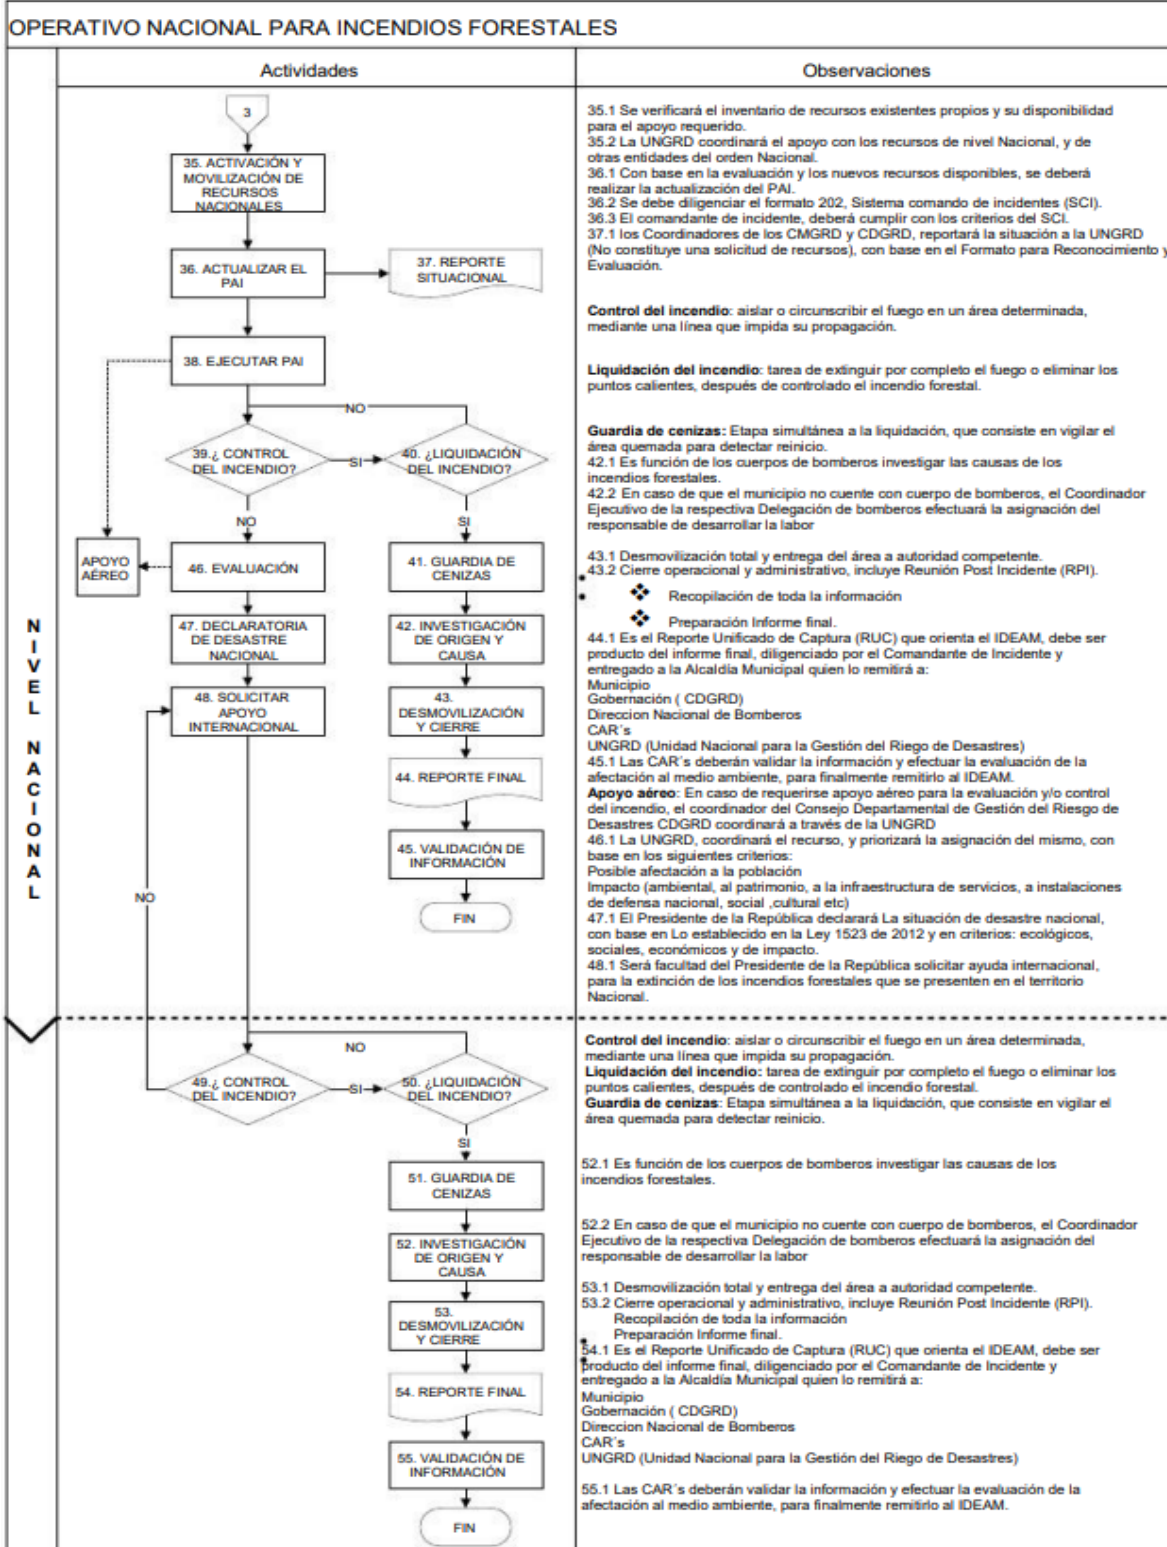 OPERATIVO NACIONAL PARA INCENDIOS FORESTALES
Actividades
Observaciones
NIVEL NACIONAL
3
35. ACTIVACIÓN Y
MOVILIZACIÓN DE
RECURSOS
NACIONALES
36. ACTUALIZAR EL
PAI
37. REPORTE
SITUACIONAL
38. EJECUTAR PAI
NO
39.¿ CONTROL
DEL INCENDIO?
SI
40. ¿LIQUIDACIÓN
DEL INCENDIO?
NO
SI
APOYO
AÉREO
46. EVALUACIÓN
41. GUARDIA DE
CENIZAS
47. DECLARATORIA
DE DESASTRE
NACIONAL
42. INVESTIGACIÓN
DE ORIGEN Y
CAUSA
48. SOLICITAR
APOYO
INTERNACIONAL
43.
DESMOVILIZACIÓN
Y CIERRE
44. REPORTE FINAL
45. VALIDACIÓN DE
INFORMACIÓN
NO
FIN
35.1 Se verificará el inventario de recursos existentes propios y su disponibilidad
para el apoyo requerido.
35.2 La UNGRD coordinará el apoyo con los recursos de nivel Nacional, y de
otras entidades del orden Nacional.
36.1 Con base en la evaluación y los nuevos recursos disponibles, se deberá
realizar la actualización del PAI.
36.2 Se debe diligenciar el formato 202, Sistema comando de incidentes (SCI).
36.3 El comandante de incidente, deberá cumplir con los criterios del SCI.
37.1 los Coordinadores de los CMGRD y CDGRD, reportará la situación a la UNGRD
(No constituye una solicitud de recursos), con base en el Formato para Reconocimiento y
Evaluación.
Control del incendio: aislar o circunscribir el fuego en un área determinada,
mediante una línea que impida su propagación.
Liquidación del incendio: tarea de extinguir por completo el fuego o eliminar los
puntos calientes, después de controlado el incendio forestal.
Guardia de cenizas: Etapa simultánea a la liquidación, que consiste en vigilar el
área quemada para detectar reinicio.
42.1 Es función de los cuerpos de bomberos investigar las causas de los
incendios forestales.
42.2 En caso de que el municipio no cuente con cuerpo de bomberos, el Coordinador
Ejecutivo de la respectiva Delegación de bomberos efectuará la asignación del
responsable de desarrollar la labor
43.1 Desmovilización total y entrega del área a autoridad competente.
43.2 Cierre operacional y administrativo, incluye Reunión Post Incidente (RPI).
❖ Recopilación de toda la información
❖ Preparación Informe final.
44.1 Es el Reporte Unificado de Captura (RUC) que orienta el IDEAM, debe ser
producto del informe final, diligenciado por el Comandante de Incidente y
entregado a la Alcaldía Municipal quien lo remitirá a:
Municipio
Gobernación ( CDGRD)
Direccion Nacional de Bomberos
CAR´s
UNGRD (Unidad Nacional para la Gestión del Riego de Desastres)
45.1 Las CAR´s deberán validar la información y efectuar la evaluación de la
afectación al medio ambiente, para finalmente remitirlo al IDEAM.
Apoyo aéreo: En caso de requerirse apoyo aéreo para la evaluación y/o control
del incendio, el coordinador del Consejo Departamental de Gestión del Riesgo de
Desastres CDGRD coordinará a través de la UNGRD
46.1 La UNGRD, coordinará el recurso, y priorizará la asignación del mismo, con
base en los siguientes criterios:
Posible afectación a la población
Impacto (ambiental, al patrimonio, a la infraestructura de servicios, a instalaciones
de defensa nacional, social ,cultural etc)
47.1 El Presidente de la República declarará La situación de desastre nacional,
con base en Lo establecido en la Ley 1523 de 2012 y en criterios: ecológicos,
sociales, económicos y de impacto.
48.1 Será facultad del Presidente de la República solicitar ayuda internacional,
para la extinción de los incendios forestales que se presenten en el territorio
Nacional.
NO
49.¿ CONTROL
DEL INCENDIO?
SI
50. ¿LIQUIDACIÓN
DEL INCENDIO?
SI
51. GUARDIA DE
CENIZAS
52. INVESTIGACIÓN
DE ORIGEN Y
CAUSA
53.
DESMOVILIZACIÓN
Y CIERRE
54. REPORTE FINAL
55. VALIDACIÓN DE
INFORMACIÓN
FIN
Control del incendio: aislar o circunscribir el fuego en un área determinada,
mediante una línea que impida su propagación.
Liquidación del incendio: tarea de extinguir por completo el fuego o eliminar los
puntos calientes, después de controlado el incendio forestal.
Guardia de cenizas: Etapa simultánea a la liquidación, que consiste en vigilar el
área quemada para detectar reinicio.
52.1 Es función de los cuerpos de bomberos investigar las causas de los
incendios forestales.
52.2 En caso de que el municipio no cuente con cuerpo de bomberos, el Coordinador
Ejecutivo de la respectiva Delegación de bomberos efectuará la asignación del
responsable de desarrollar la labor
53.1 Desmovilización total y entrega del área a autoridad competente.
53.2 Cierre operacional y administrativo, incluye Reunión Post Incidente (RPI).
Recopilación de toda la información
Preparación Informe final.
54.1 Es el Reporte Unificado de Captura (RUC) que orienta el IDEAM, debe ser
producto del informe final, diligenciado por el Comandante de Incidente y
entregado a la Alcaldía Municipal quien lo remitirá a:
Municipio
Gobernación ( CDGRD)
Direccion Nacional de Bomberos
CAR´s
UNGRD (Unidad Nacional para la Gestión del Riego de Desastres)
55.1 Las CAR´s deberán validar la información y efectuar la evaluación de la
afectación al medio ambiente, para finalmente remitirlo al IDEAM.